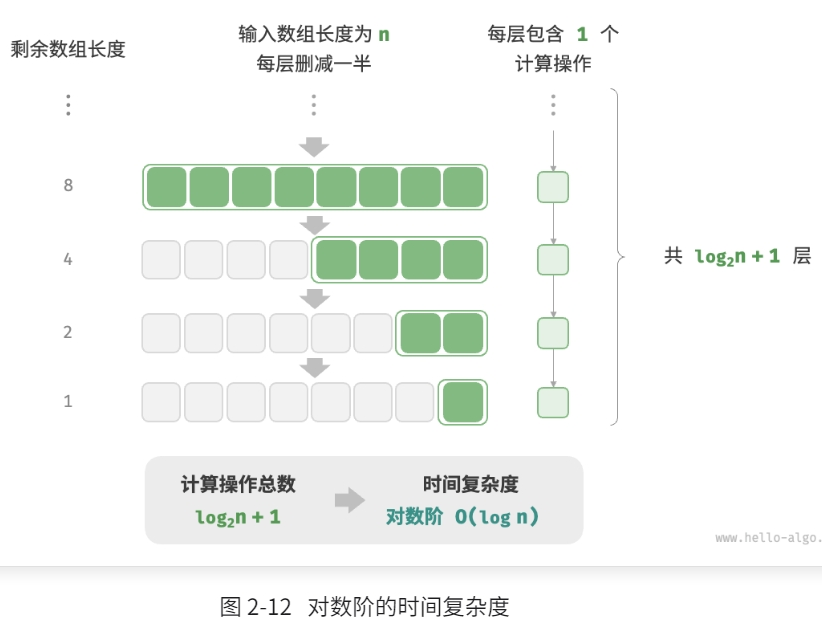 剩余数组长度
输入数组长度为 n
每层删减一半
每层包含 1 个
计算操作
8
4
2
1
共 log₂n + 1 层
计算操作总数
log₂n + 1
时间复杂度
对数阶 O(log n)
www.hello-algo.
图 2-12 对数阶的时间复杂度